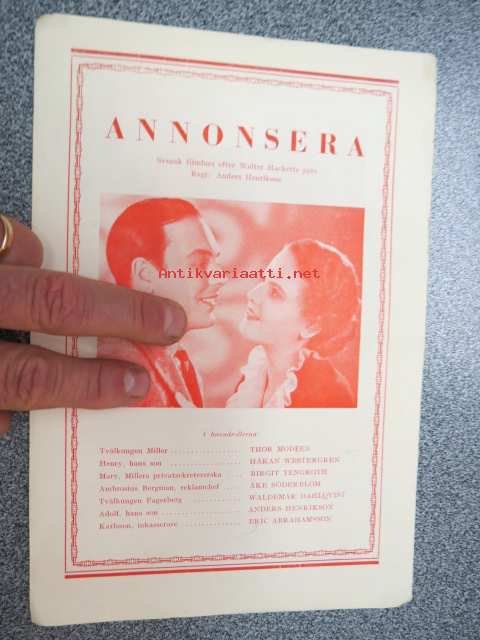 ANNONSERA
Svensk filmfars efter Walter Hacketts pjäs
Regi: Anders Henrikson
Antikvariaatti.net
I huvudrollerna:
Tvålkungen Miller .................. THOR MODÉEN
Henry, hans son .................. HÅKAN WESTERGREN
Mary, Millers privatsekreterarska .... BIRGIT TENGROTH
Ambrosius Bergman, reklamchef .... ÅKE SÖDERBLOM
Tvålkungen Fagerberg .............. WALDEMAR DAHLQVIST
Adolf, hans son .................... ANDERS HENRIKSON
Karlsson, inkasserare ............... ERIC ABRAHAMSSON